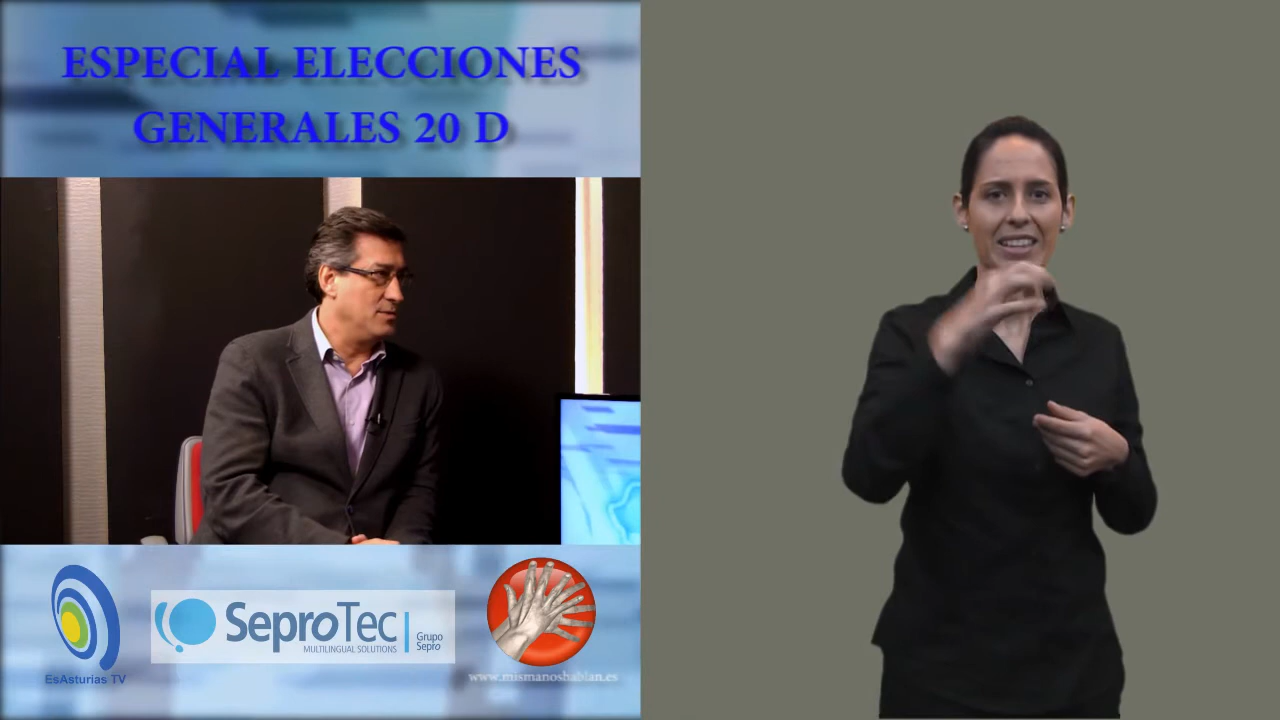 ESPECIAL ELECCIONES
GENERALES 20 D
SeproTec
MULTILINGUAL SOLUTIONS
Grupo
Sepro
EsAsturias TV
www.mismanoshablan.es